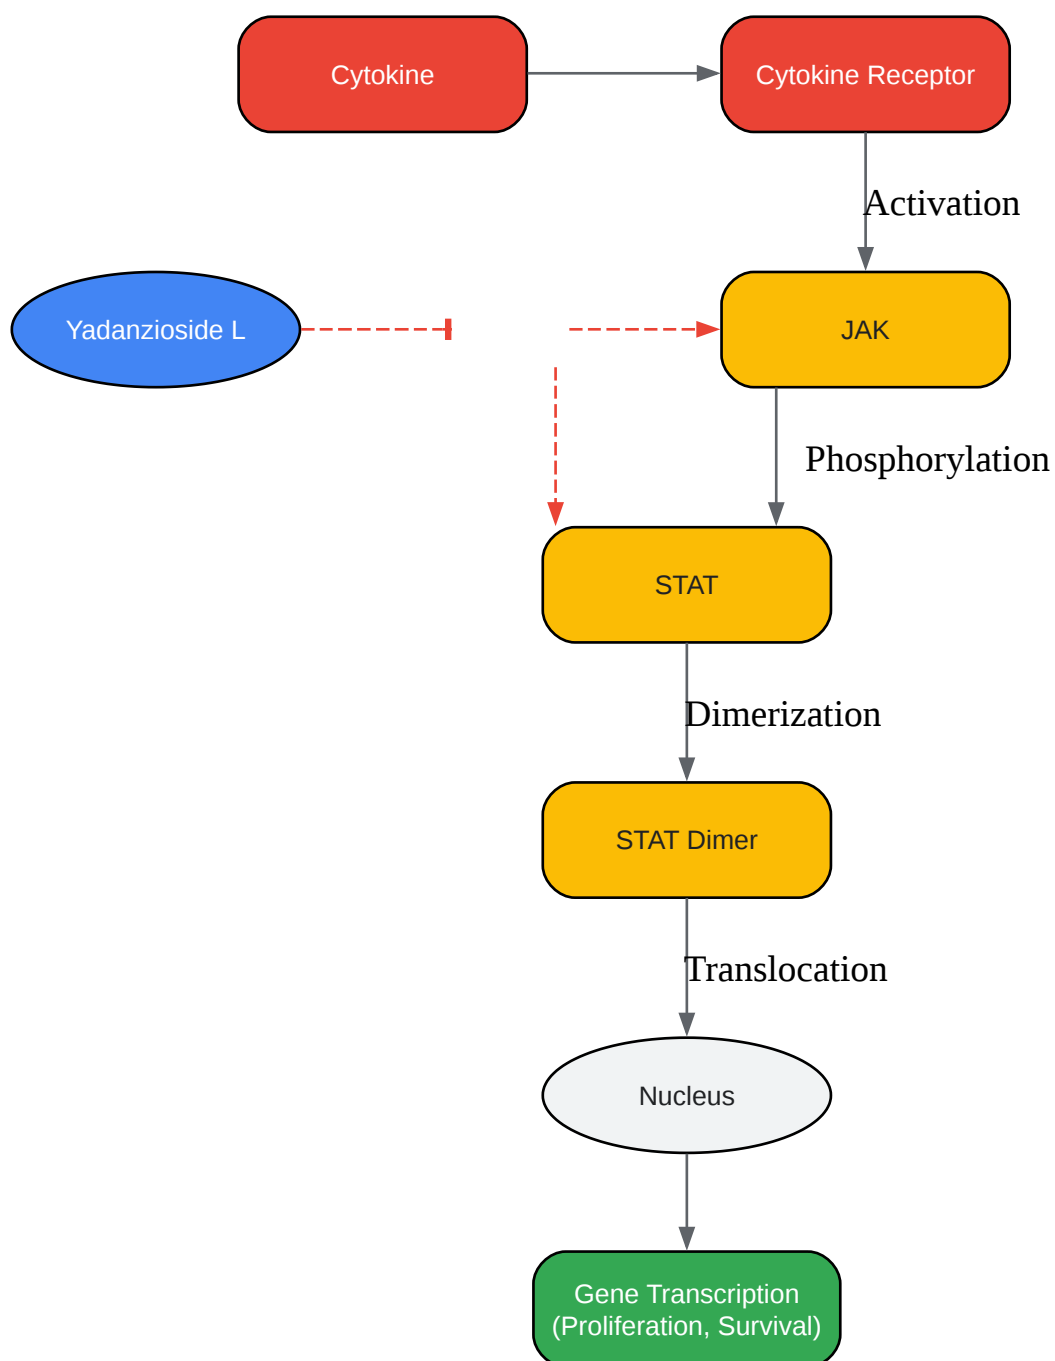 Cytokine
Cytokine Receptor
Activation
Yadanzioside L
JAK
Phosphorylation
STAT
Dimerization
STAT Dimer
Translocation
Nucleus
Gene Transcription
(Proliferation, Survival)